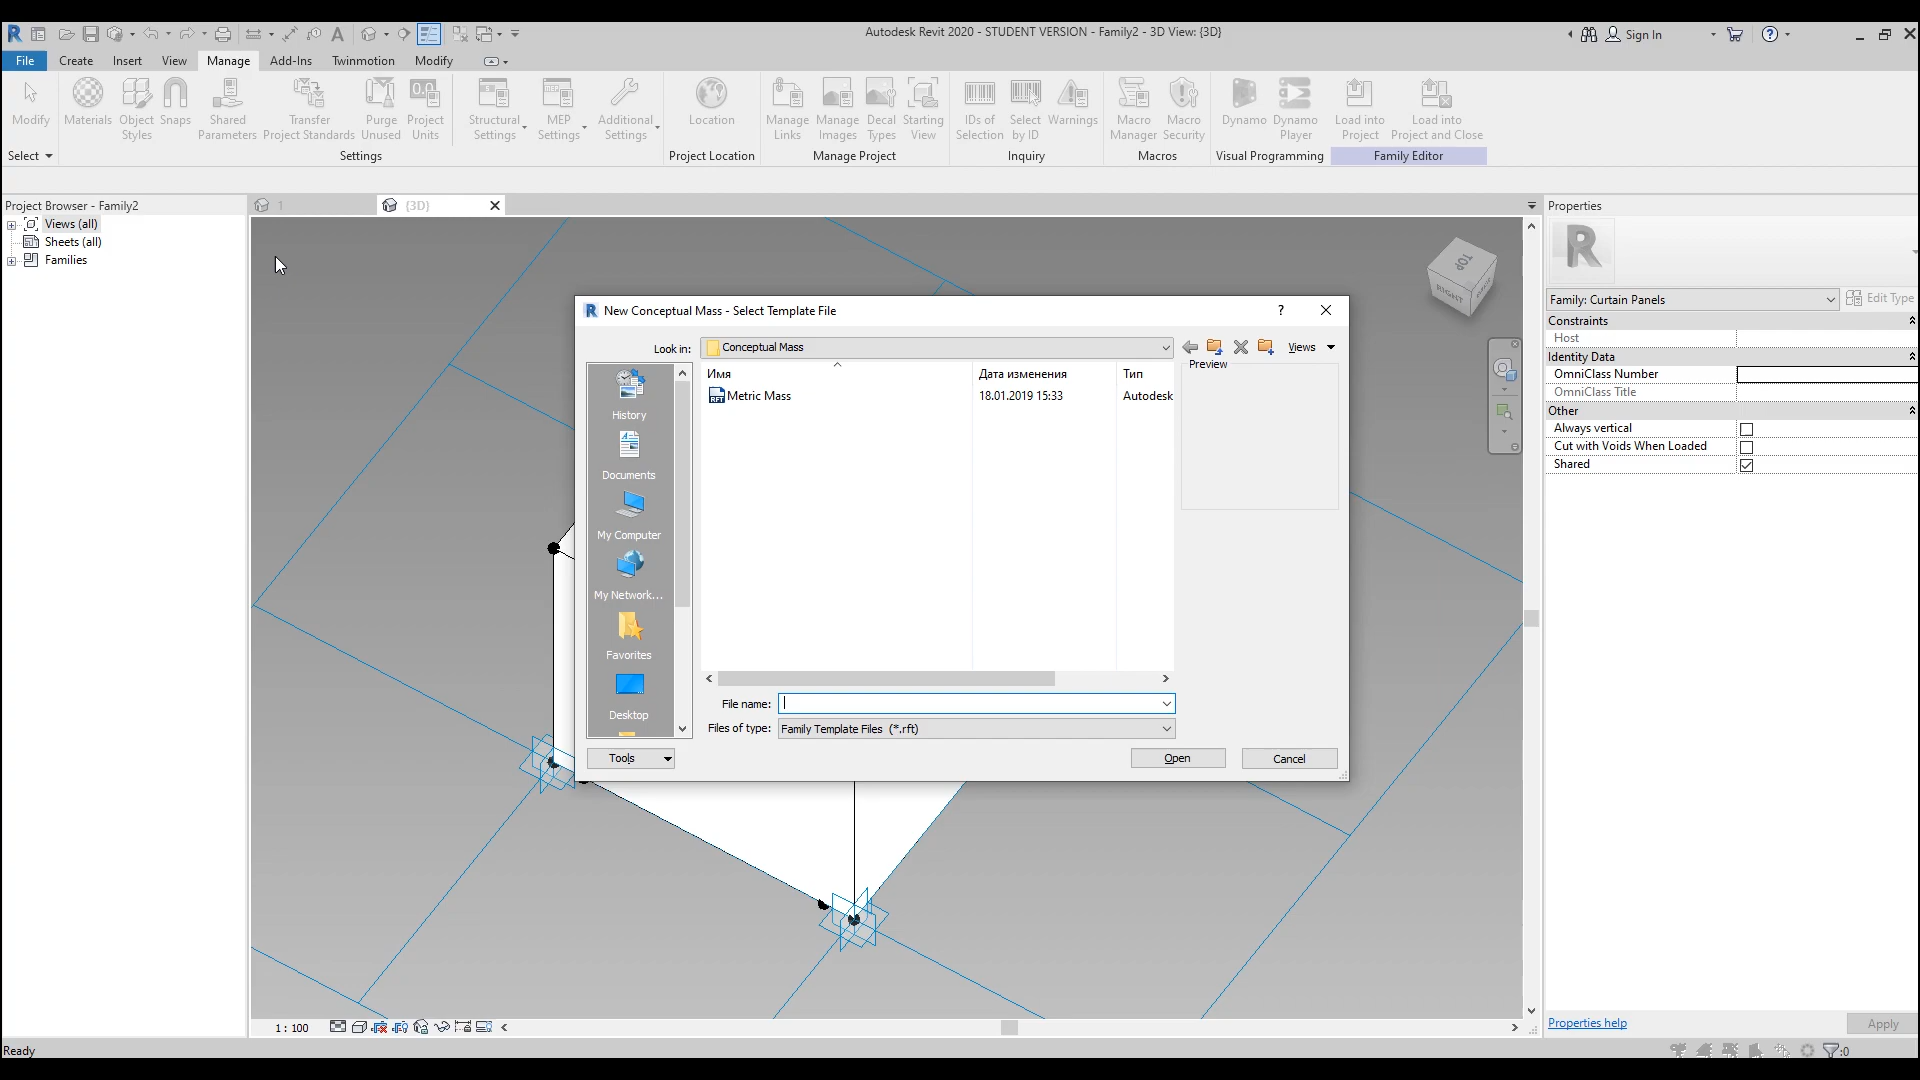 Autodesk Revit 2020 - STUDENT VERSION - Family2 - 3D View: {3D}
Sign In
File Create Insert View Manage Add-Ins Twinmotion Modify
Modify
Materials
Object Styles
Snaps
Shared Parameters
Transfer Project Standards
Purge Unused
Project Units
Structural Settings
MEP Settings
Additional Settings
Location
Manage Links
Manage Images
Decal Types
Starting View
IDs of Selection
Select by ID
Warnings
Macro Manager
Macro Security
Dynamo
Dynamo Player
Load into Project
Load into Project and Close
Select
Settings
Project Location
Manage Project
Inquiry
Macros
Visual Programming
Family Editor
Project Browser - Family2
Views (all)
Sheets (all)
Families
1
{3D}
TOP
RIGHT
New Conceptual Mass - Select Template File
?
Look in: Conceptual Mass
Views
Preview
Имя Дата изменения Тип
RFT Metric Mass 18.01.2019 15:33 Autodesk
History
Documents
My Computer
My Network...
Favorites
Desktop
File name:
Files of type: Family Template Files (*.rft)
Tools
Open
Cancel
Properties
R
Family: Curtain Panels
Edit Type
Constraints
Host
Identity Data
OmniClass Number
OmniClass Title
Other
Always vertical
Cut with Voids When Loaded
Shared
Properties help
Apply
1 : 100
Ready
:0